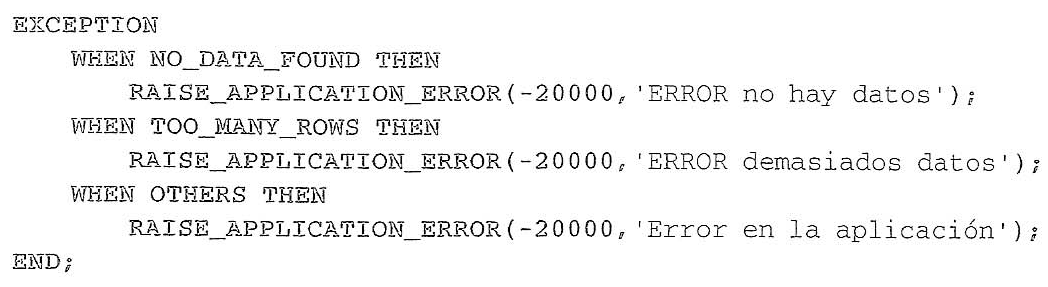 EXCEPTION
WHEN NO_DATA_FOUND THEN
RAISE_APPLICATION_ERROR(-20000,'ERROR no hay datos');
WHEN TOO_MANY_ROWS THEN
RAISE_APPLICATION_ERROR(-20000,'ERROR demasiados datos');
WHEN OTHERS THEN
RAISE_APPLICATION_ERROR(-20000,'Error en la aplicación');
END;